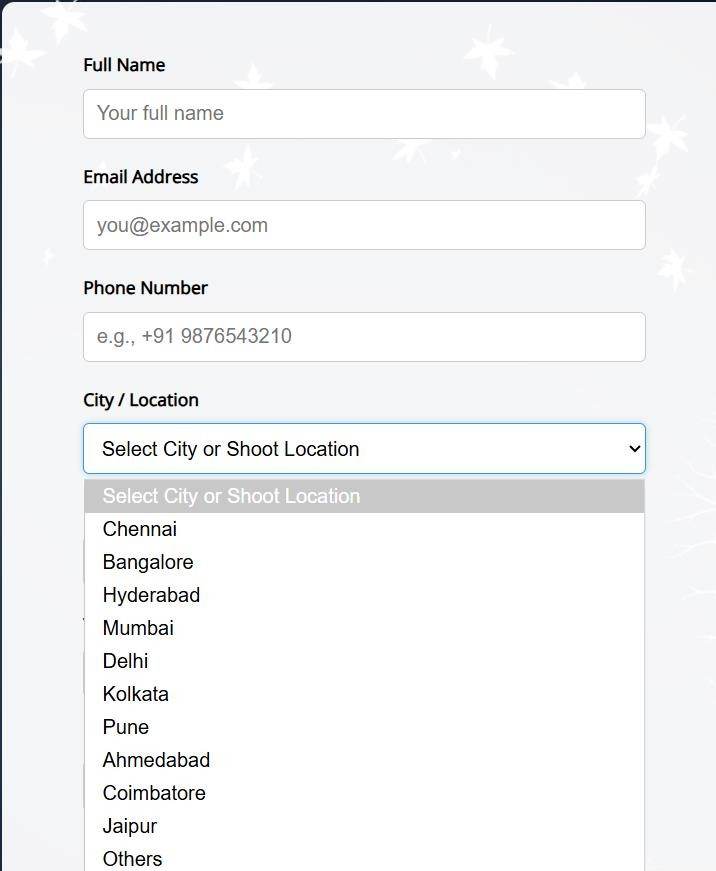 Full Name
Your full name
Email Address
you@example.com
Phone Number
e.g., +91 9876543210
City / Location
Select City or Shoot Location
Select City or Shoot Location
Chennai
Bangalore
Hyderabad
Mumbai
Delhi
Kolkata
Pune
Ahmedabad
Coimbatore
Jaipur
Others